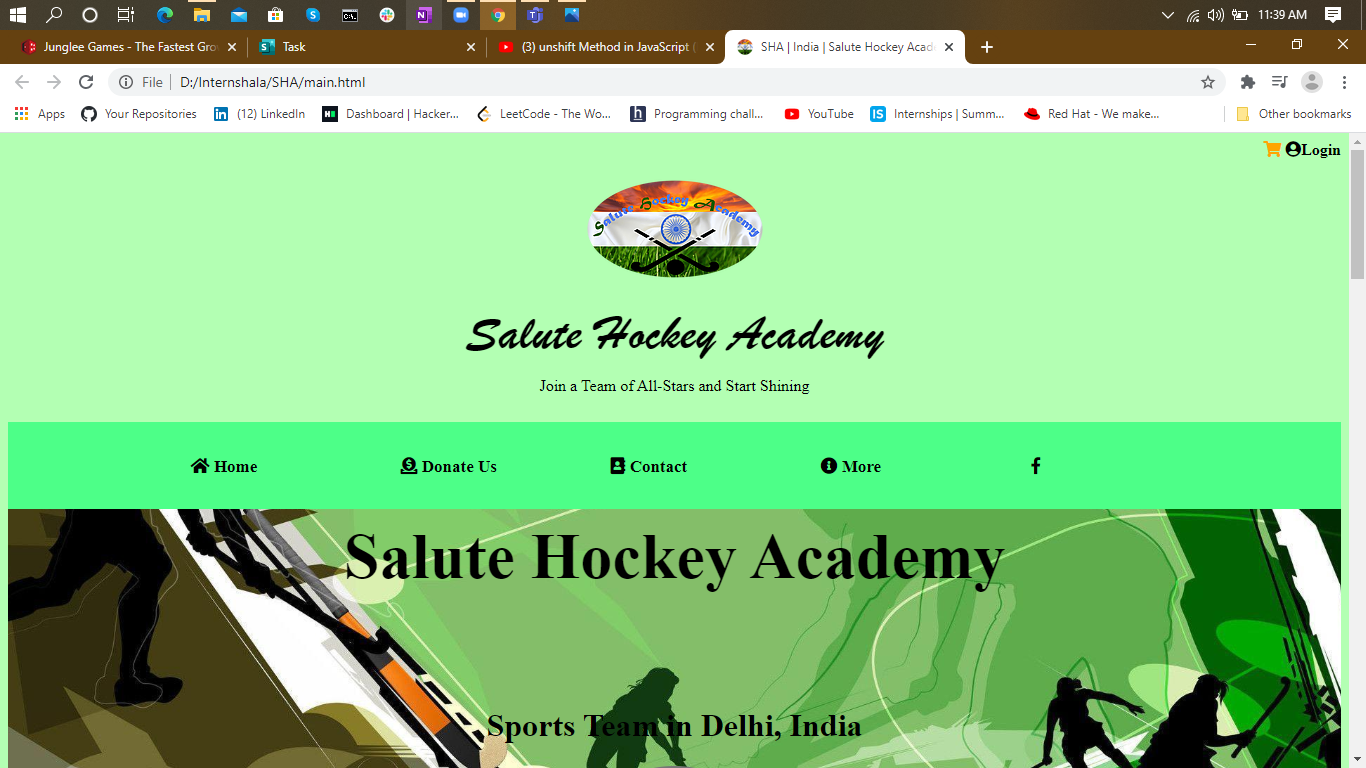 11:39 AM
Junglee Games - The Fastest Gro
Task
(3) unshift Method in JavaScript (
SHA | India | Salute Hockey Acade
File | D:/Internshala/SHA/main.html
Apps Your Repositories (12) LinkedIn Dashboard | Hacker... LeetCode - The Wo... Programming chall... YouTube Internships | Summ... Red Hat - We make... Other bookmarks
Login
Salute Hockey Academy
Salute Hockey Academy
Join a Team of All-Stars and Start Shining
Home Donate Us Contact More
Salute Hockey Academy
Sports Team in Delhi, India